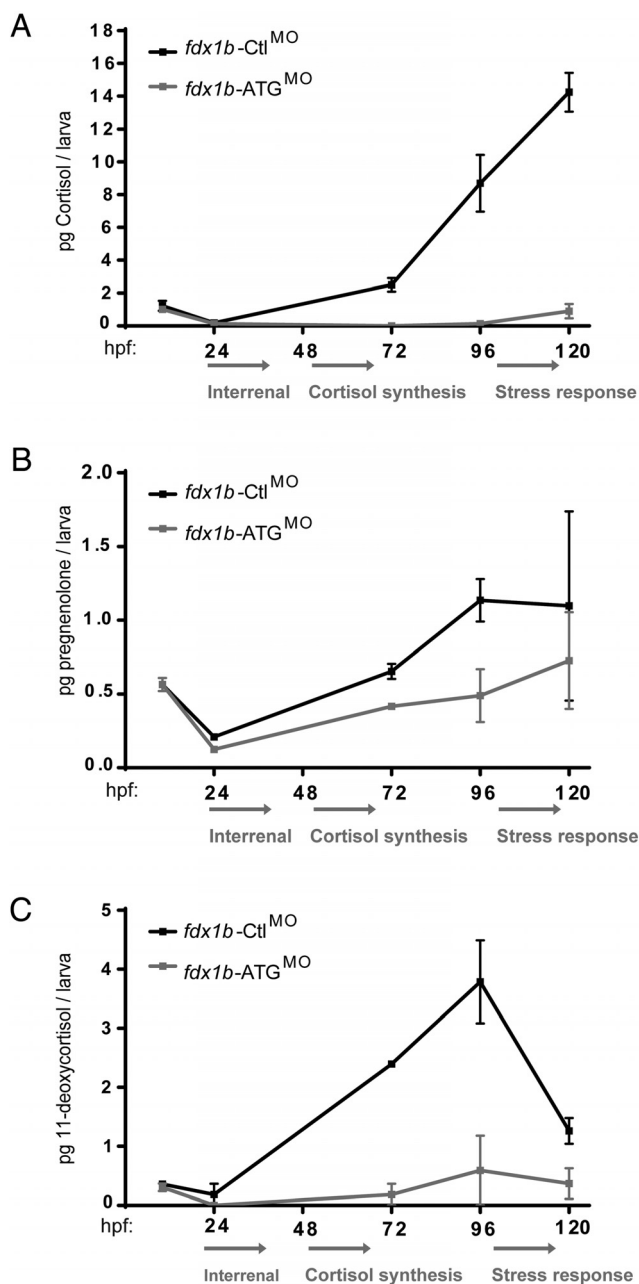 A
pg Cortisol / larva
18
16
14
12
10
8
6
4
2
0
fdx1b-Ctl MO
fdx1b-ATG MO
hpf: 24 48 72 96 120
Interrenal Cortisol synthesis Stress response
B
pg pregnenolone / larva
2.0
1.5
1.0
0.5
0.0
fdx1b-Ctl MO
fdx1b-ATG MO
hpf: 24 48 72 96 120
Interrenal Cortisol synthesis Stress response
C
pg 11-deoxycortisol / larva
5
4
3
2
1
0
fdx1b-Ctl MO
fdx1b-ATG MO
hpf: 24 48 72 96 120
Interrenal Cortisol synthesis Stress response